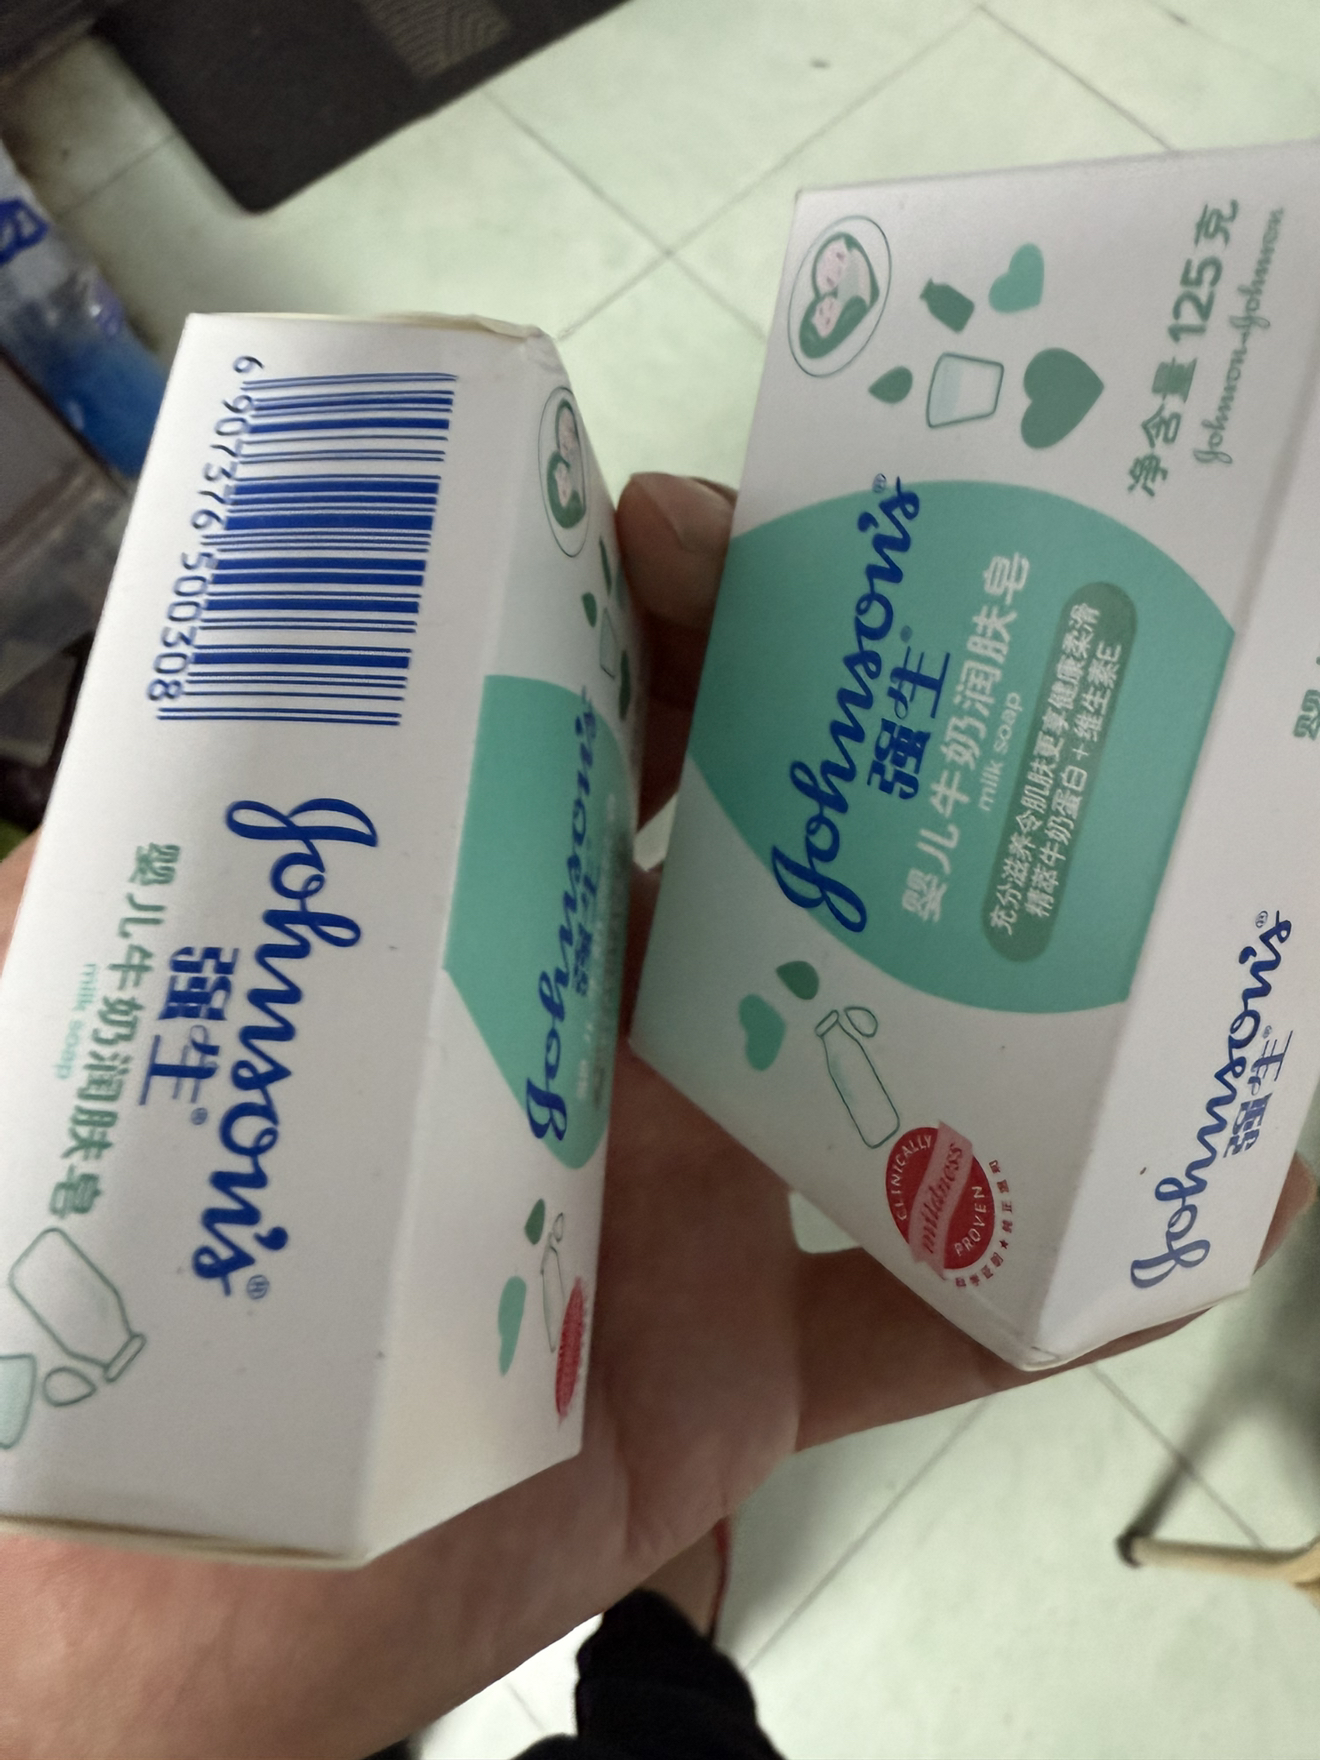 6 907376 500308
Johnson's®
强生®
婴儿牛奶润肤皂
milk soap
Johnson's
Johnson's®
强生®
婴儿牛奶润肤皂
milk soap
充分滋养令肌肤更享健康柔滑
精萃牛奶蛋白+维生素E
净含量 125克
Johnson & Johnson
CLINICALLY
mildness
PROVEN
Johnson's®
强生®
婴